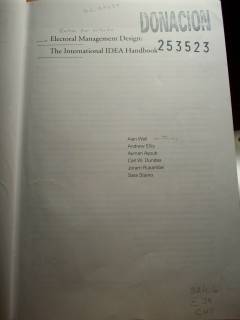 DONACION
Electoral Management Design:
The International IDEA Handbook
253523
Alan Wall
Andrew Ellis
Ayman Ayoub
Carl W. Dundas
Joram Rukambe
Sara Staino